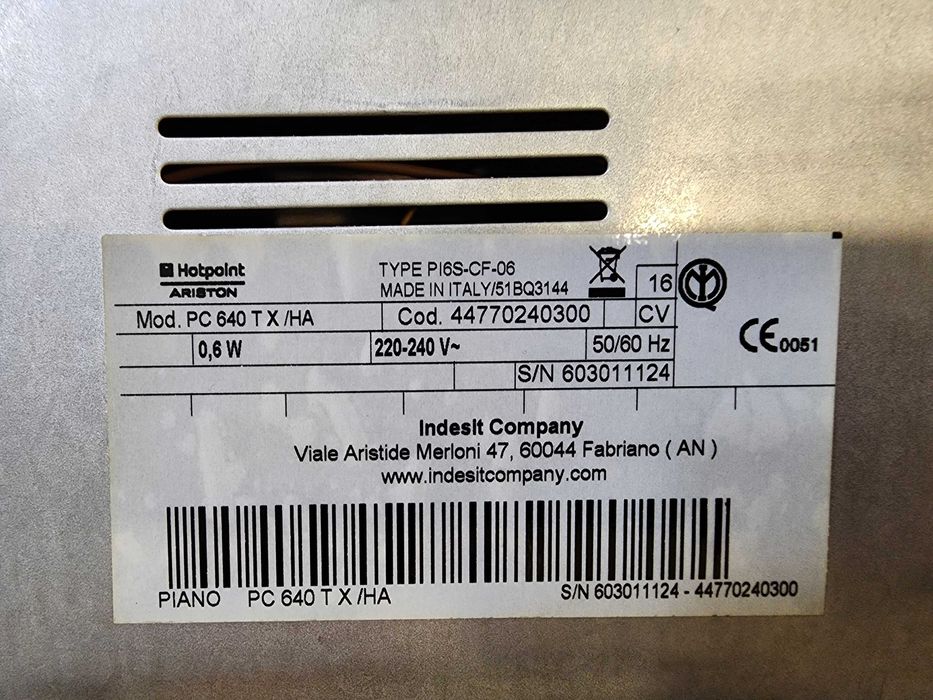 Hotpoint
ARISTON
TYPE PI6S-CF-06
MADE IN ITALY/51BQ3144
16
Mod. PC 640 T X /HA
Cod. 44770240300
CV
0,6 W
220-240 V~
50/60 Hz
CE 0051
S/N 603011124
Indesit Company
Viale Aristide Merloni 47, 60044 Fabriano ( AN )
www.indesitcompany.com
PIANO PC 640 T X /HA
S/N 603011124 - 44770240300